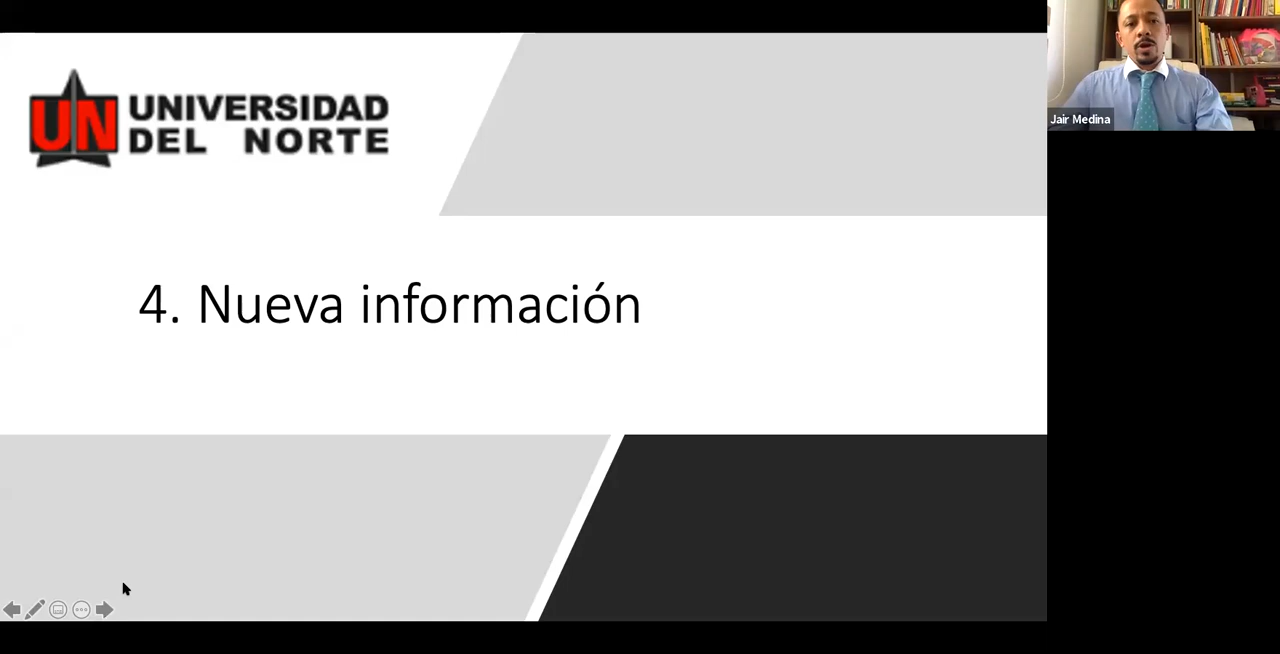 UN UNIVERSIDAD
DEL NORTE
4. Nueva información
Jair Medina